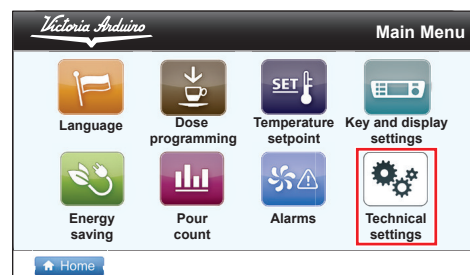 Victoria Arduino
Main Menu
Language
Dose
programming
SET
Temperature
setpoint
Key and display
settings
Energy
saving
Pour
count
Alarms
Technical
settings
Home